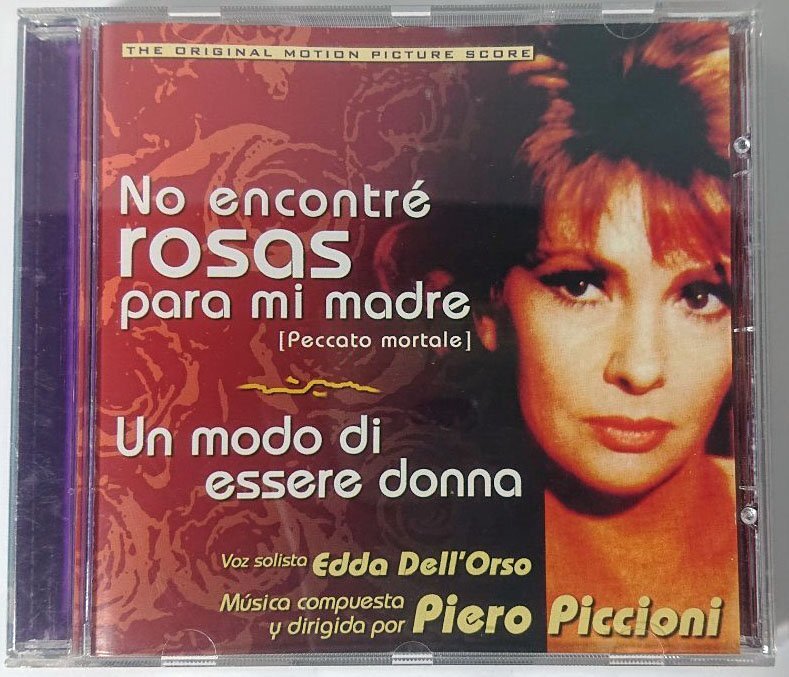 THE ORIGINAL MOTION PICTURE SCORE
No encontré
rosas
para mi madre
[Peccato mortale]
Un modo di
essere donna
Voz solista Edda Dell'Orso
Música compuesta
y dirigida por Piero Piccioni